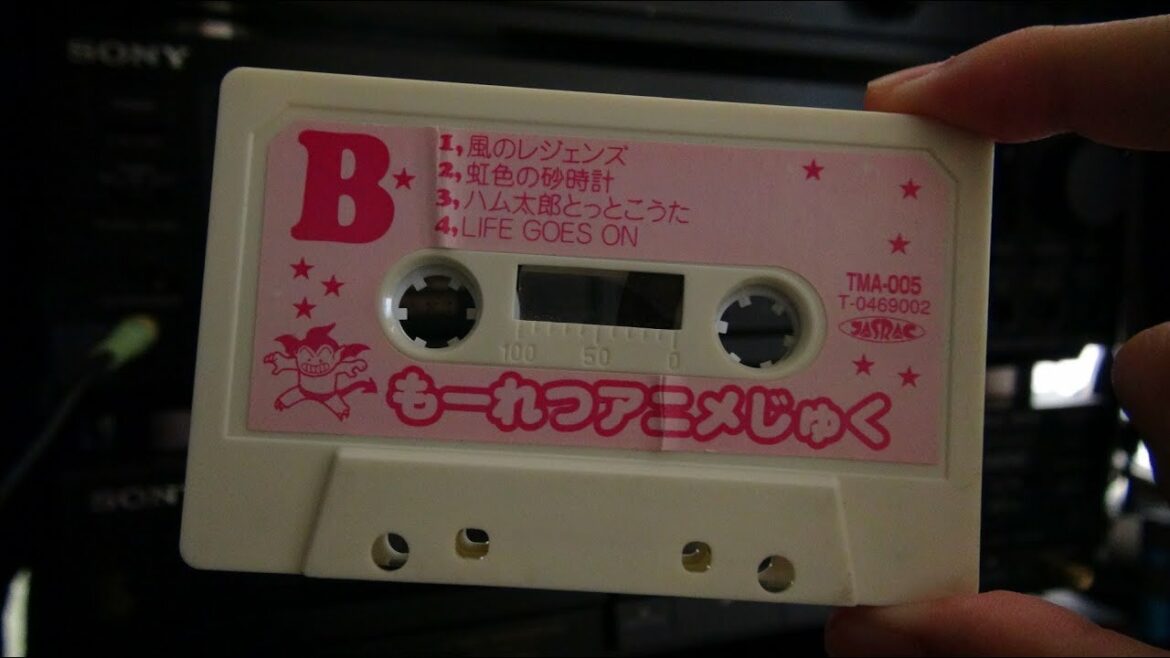 SONY
B
1,風のレジェンズ
2,虹色の砂時計
3,ハム太郎とっとこうた
4,LIFE GOES ON
TMA-005
T-0469002
JASRAC
100 50 0
もーれつアニメじゅく
SONY